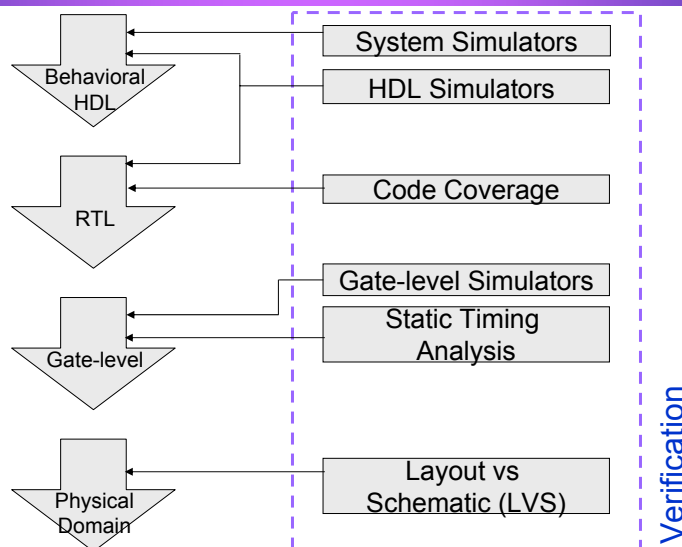 System Simulators
Behavioral
HDL
HDL Simulators
RTL
Code Coverage
Gate-level Simulators
Gate-level
Static Timing
Analysis
Physical
Domain
Layout vs
Schematic (LVS)
Verification